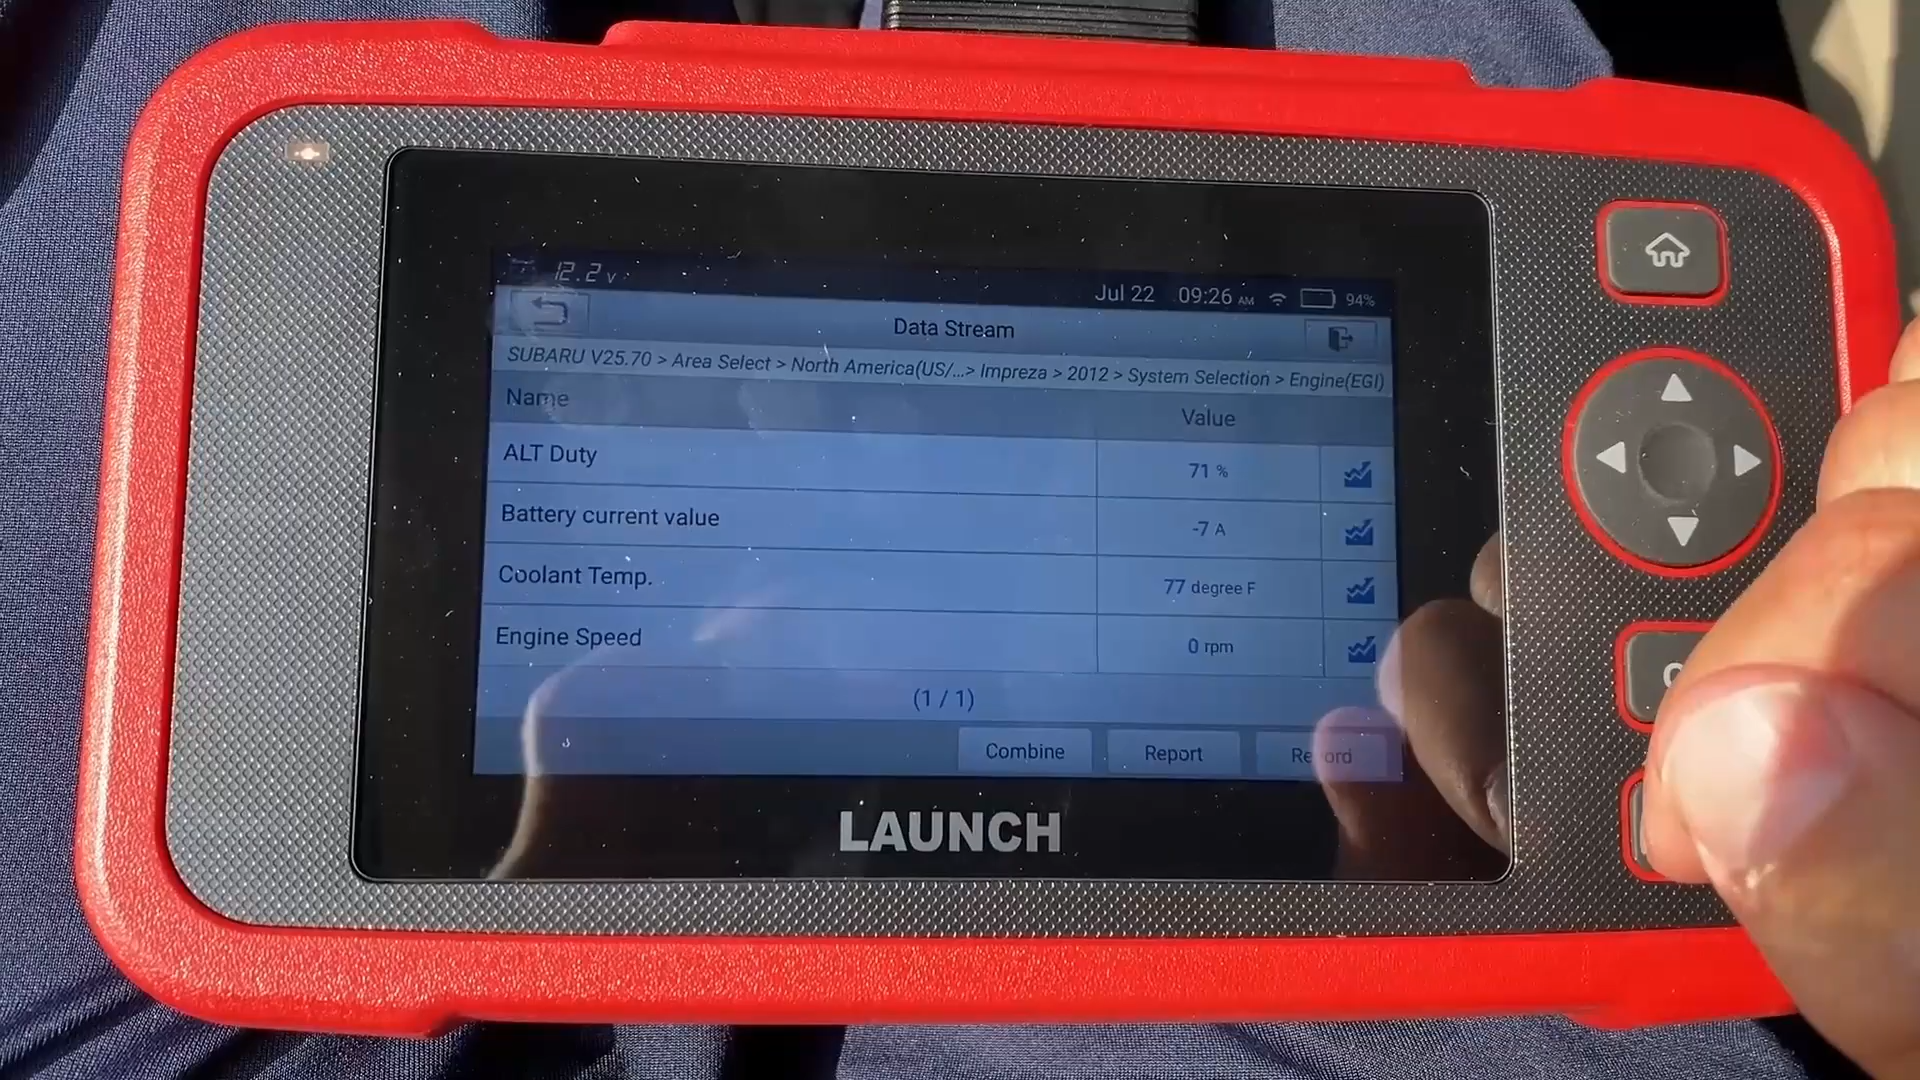 12.2 v
Jul 22 09:26 AM 94%
Data Stream
SUBARU V25.70 > Area Select > North America(US/...> Impreza > 2012 > System Selection > Engine(EGI)
Name Value
ALT Duty 71 %
Battery current value -7 A
Coolant Temp. 77 degree F
Engine Speed 0 rpm
(1 / 1)
Combine Report Record
LAUNCH